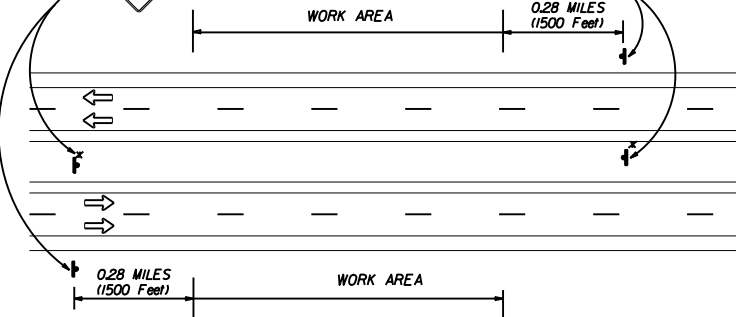 WORK AREA
0.28 MILES
(1500 Feet)
x
x
0.28 MILES
(1500 Feet)
WORK AREA